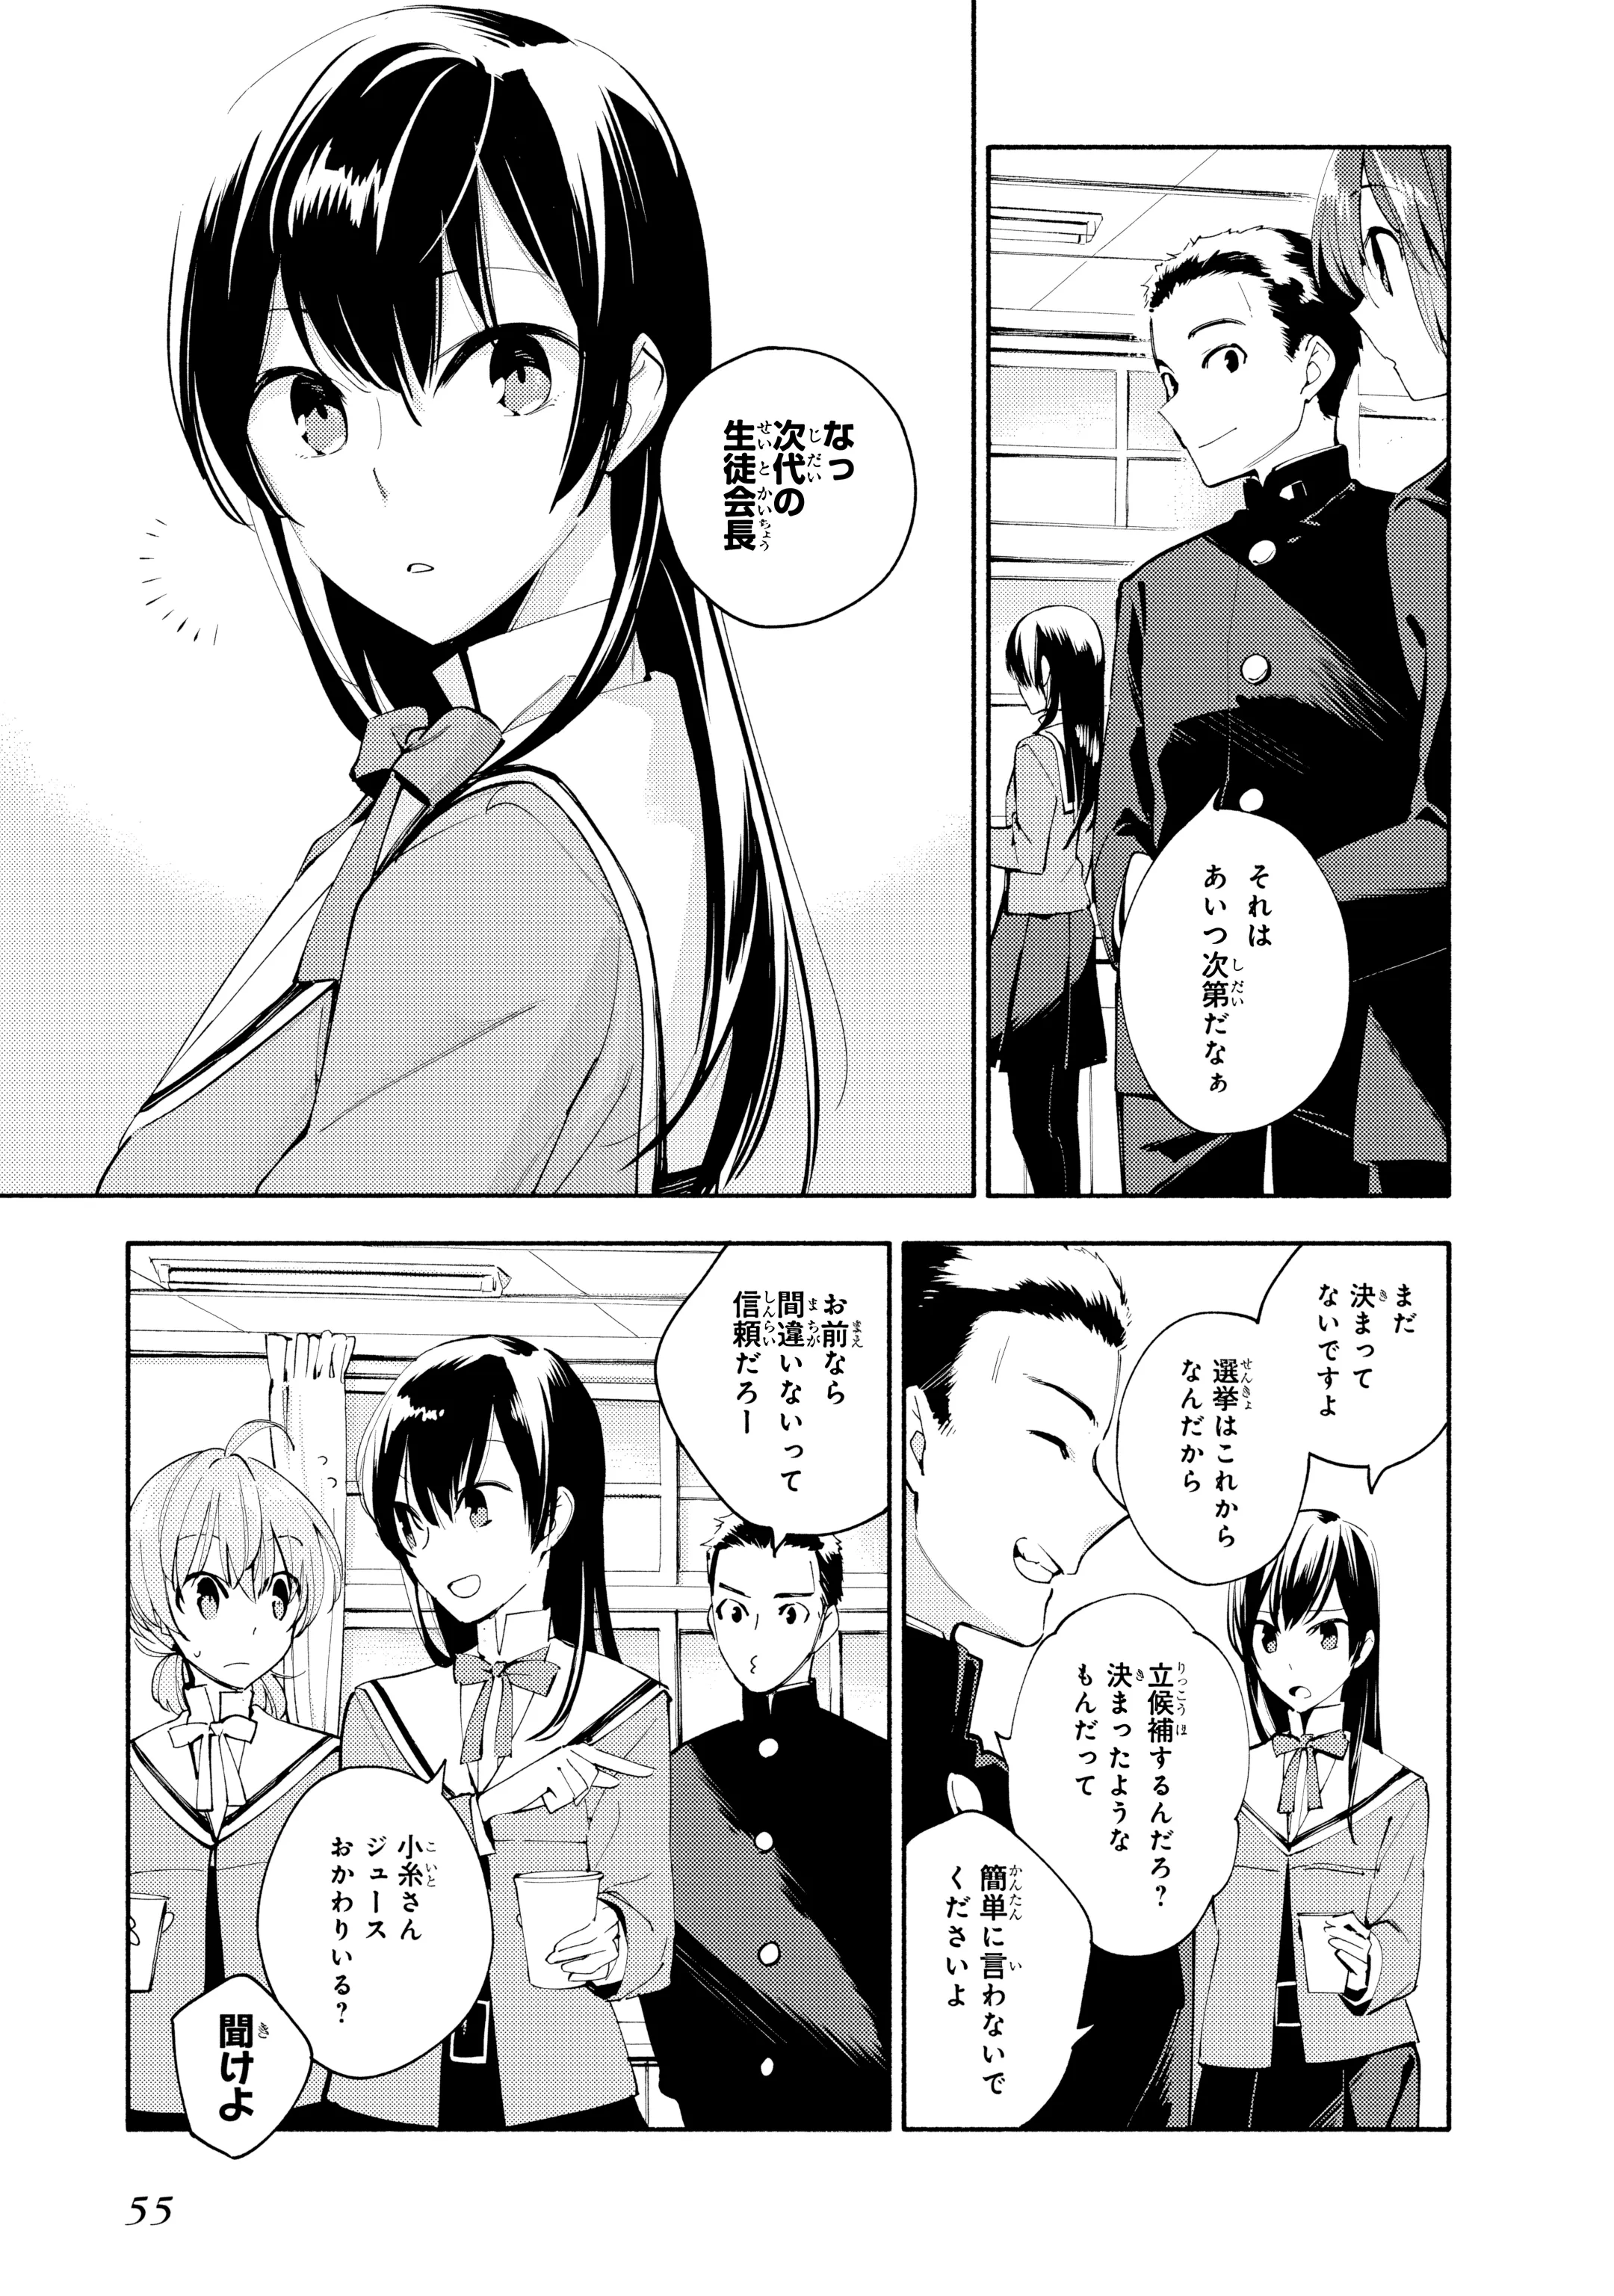 それは
あいつ次第だなぁ
なっ
次代の
生徒会長
まだ
決まって
ないですよ
選挙はこれから
なんだから
立候補するんだろ?
決まったような
もんだって
簡単に言わないで
くださいよ
お前なら
間違いないって
信頼だろー
小糸さん
ジュース
おかわりいる?
聞けよ
55